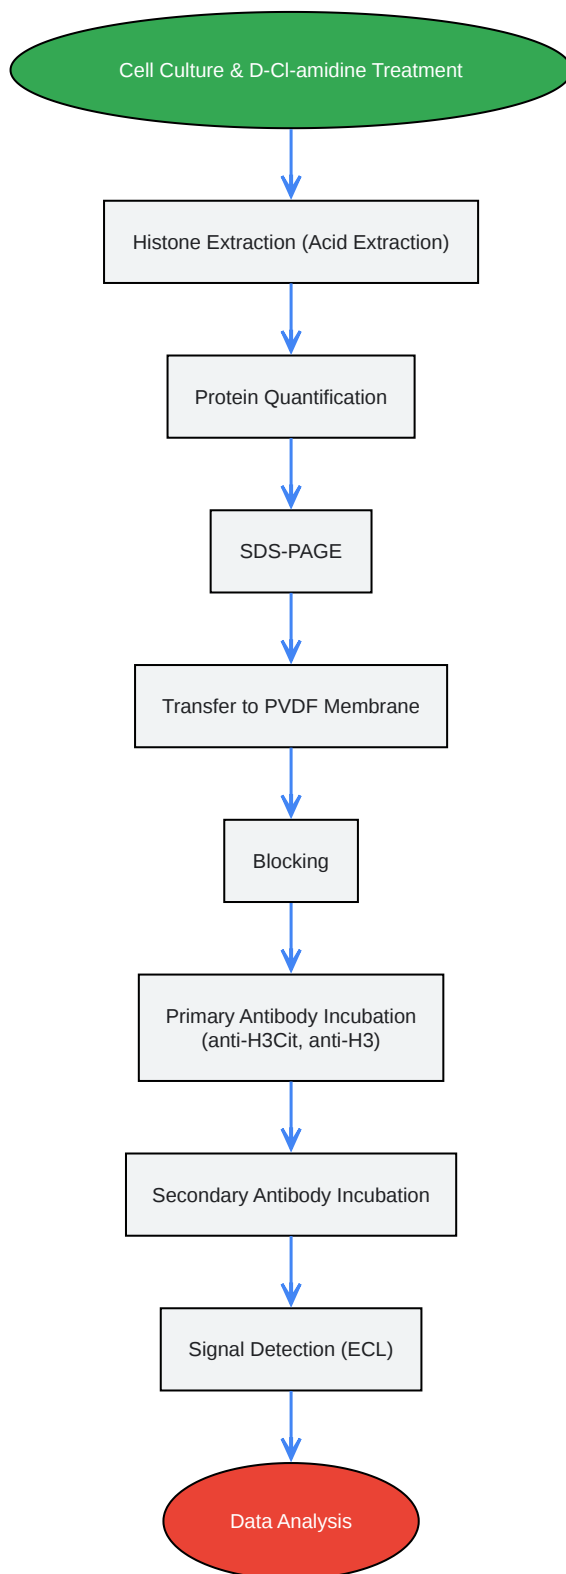 Cell Culture & D-Cl-amidine Treatment
Histone Extraction (Acid Extraction)
Protein Quantification
SDS-PAGE
Transfer to PVDF Membrane
Blocking
Primary Antibody Incubation
(anti-H3Cit, anti-H3)
Secondary Antibody Incubation
Signal Detection (ECL)
Data Analysis